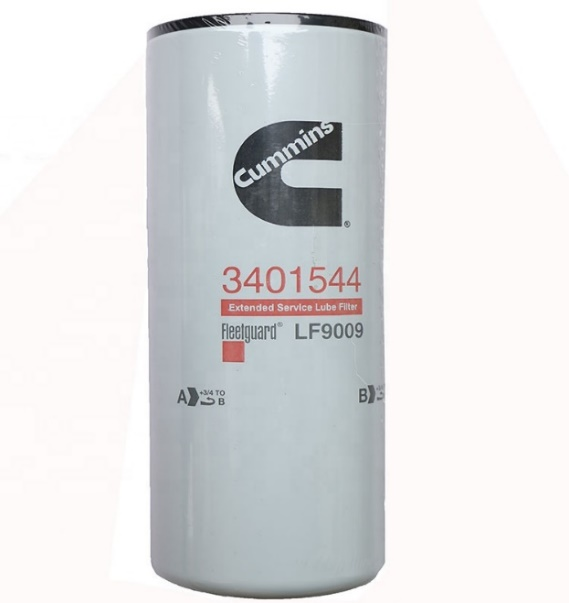 Cummins
®
3401544
Extended Service Lube Filter
Fleetguard® LF9009
A +3/4 TO B
B